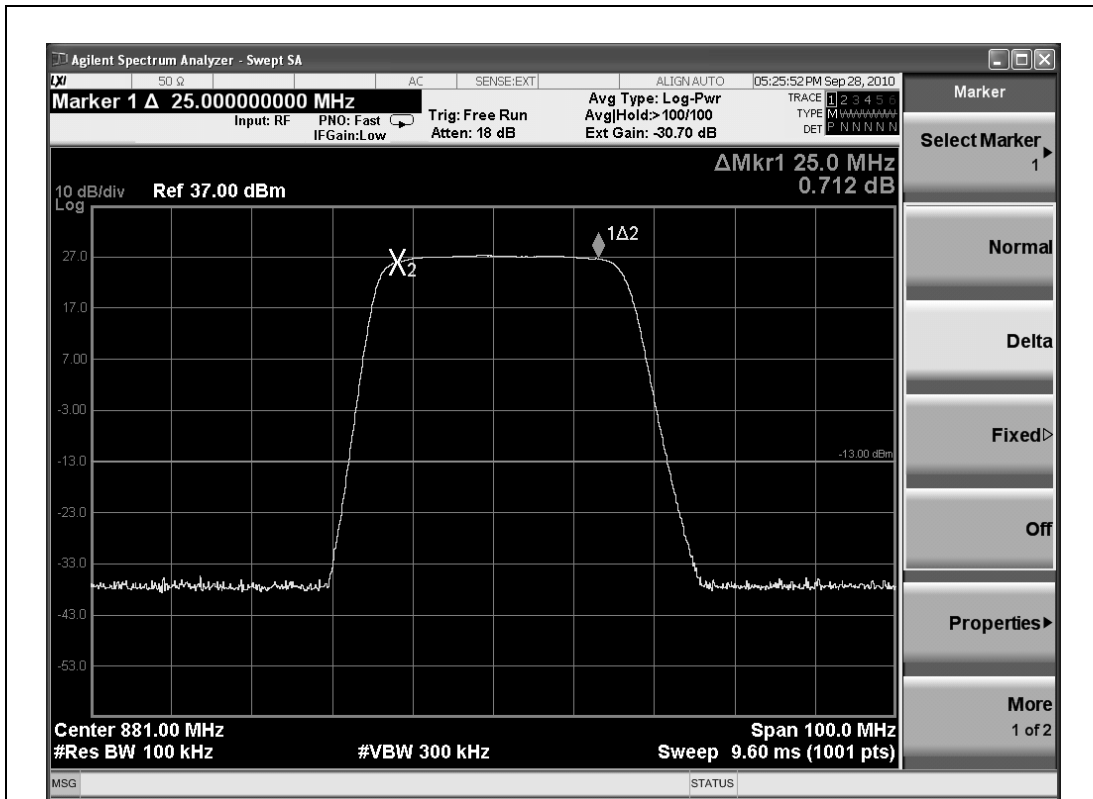 Agilent Spectrum Analyzer - Swept SA
LXI 50 Ω AC SENSE:EXT ALIGN AUTO 05:25:52 PM Sep 28, 2010
Marker 1 Δ 25.000000000 MHz
Input: RF PNO: Fast IFGain:Low
Trig: Free Run
Atten: 18 dB
Avg Type: Log-Pwr
Avg|Hold:>100/100
Ext Gain: -30.70 dB
TRACE 1 2 3 4 5 6
TYPE M WWWWW
DET P N N N N N
ΔMkr1 25.0 MHz
0.712 dB
10 dB/div Ref 37.00 dBm
Log
1Δ2
27.0
X2
17.0
7.00
-3.00
-13.0
-13.00 dBm
-23.0
-33.0
-43.0
-53.0
Center 881.00 MHz Span 100.0 MHz
#Res BW 100 kHz #VBW 300 kHz Sweep 9.60 ms (1001 pts)
MSG STATUS
Marker
Select Marker
1
Normal
Delta
Fixed
Off
Properties
More
1 of 2